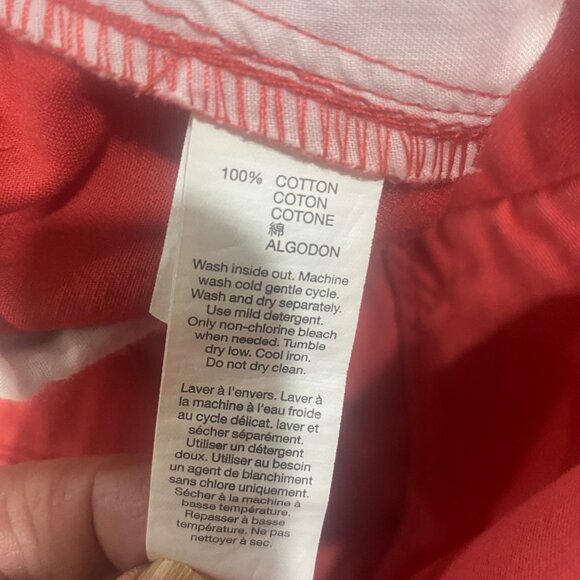 100% COTTON
COTON
COTONE
綿
ALGODON
Wash inside out. Machine
wash cold gentle cycle.
Wash and dry separately.
Use mild detergent.
Only non-chlorine bleach
when needed. Tumble
dry low. Cool iron.
Do not dry clean.
Laver à l'envers. Laver à
la machine à l'eau froide
au cycle délicat. laver et
sécher séparément.
Utiliser un détergent
doux. Utiliser au besoin
un agent de blanchiment
sans chlore uniquement.
Sécher à la machine à
basse température.
Repasser à basse
température. Ne pas
nettoyer à sec.